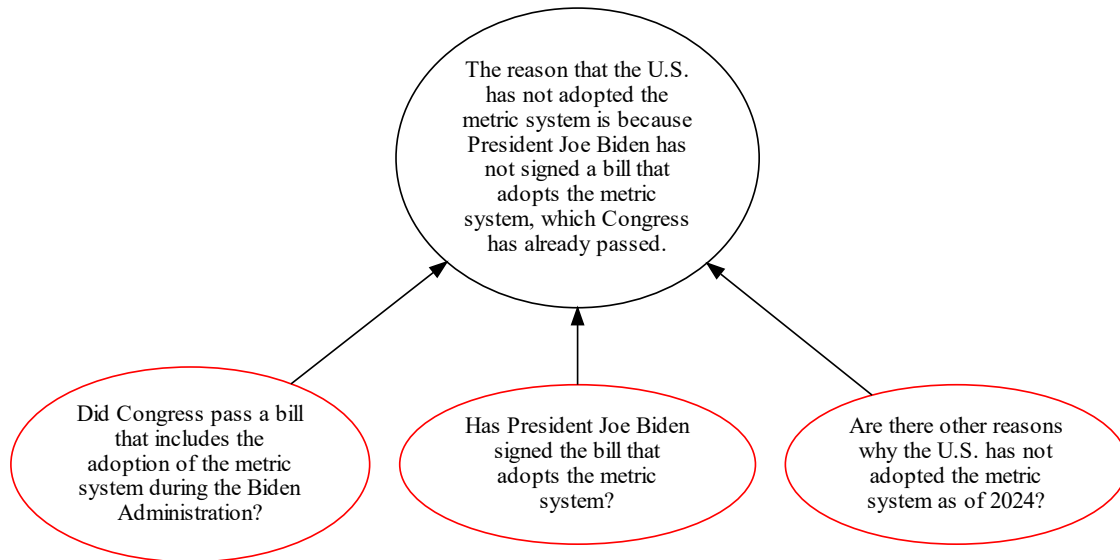 The reason that the U.S.
has not adopted the
metric system is because
President Joe Biden has
not signed a bill that
adopts the metric
system, which Congress
has already passed.
Did Congress pass a bill
that includes the
adoption of the metric
system during the Biden
Administration?
Has President Joe Biden
signed the bill that
adopts the metric
system?
Are there other reasons
why the U.S. has not
adopted the metric
system as of 2024?